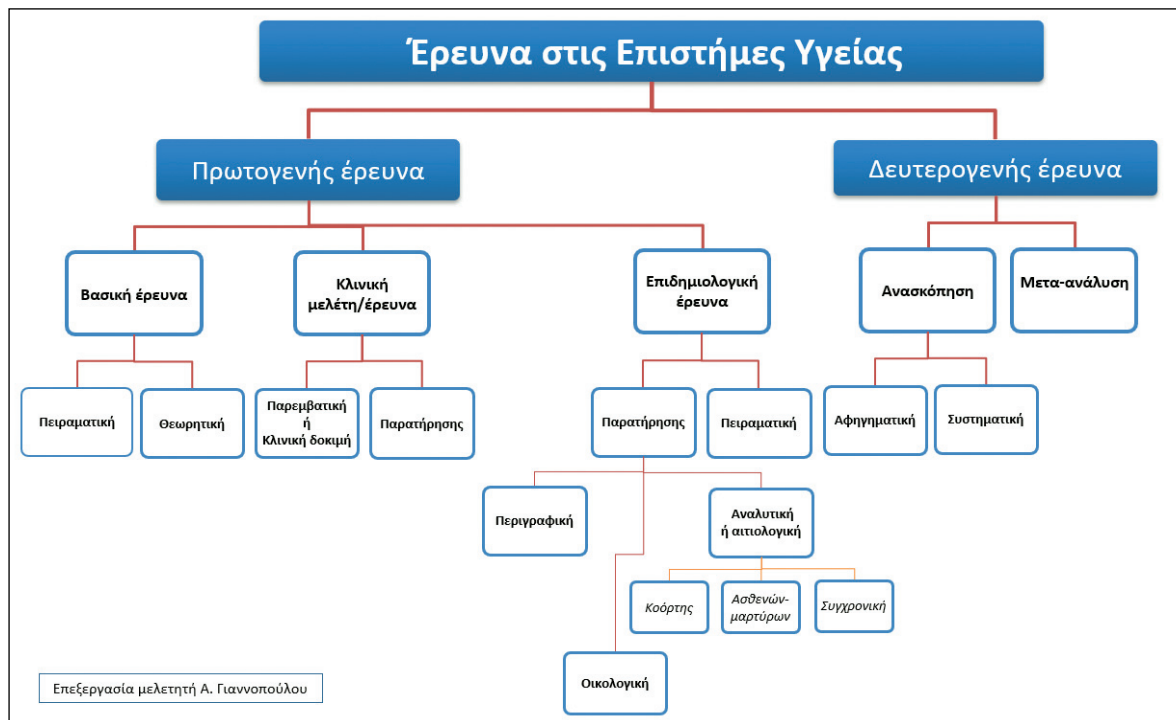 Έρευνα στις Επιστήμες Υγείας
Πρωτογενής έρευνα
Δευτερογενής έρευνα
Βασική έρευνα
Κλινική
μελέτη/έρευνα
Επιδημιολογική
έρευνα
Ανασκόπηση
Μετα-ανάλυση
Πειραματική
Θεωρητική
Παρεμβατική
ή
Κλινική δοκιμή
Παρατήρησης
Παρατήρησης
Πειραματική
Αφηγηματική
Συστηματική
Περιγραφική
Αναλυτική
ή αιτιολογική
Κοόρτης
Ασθενών-
μαρτύρων
Συγχρονική
Οικολογική
Επεξεργασία μελετητή Α. Γιαννοπούλου